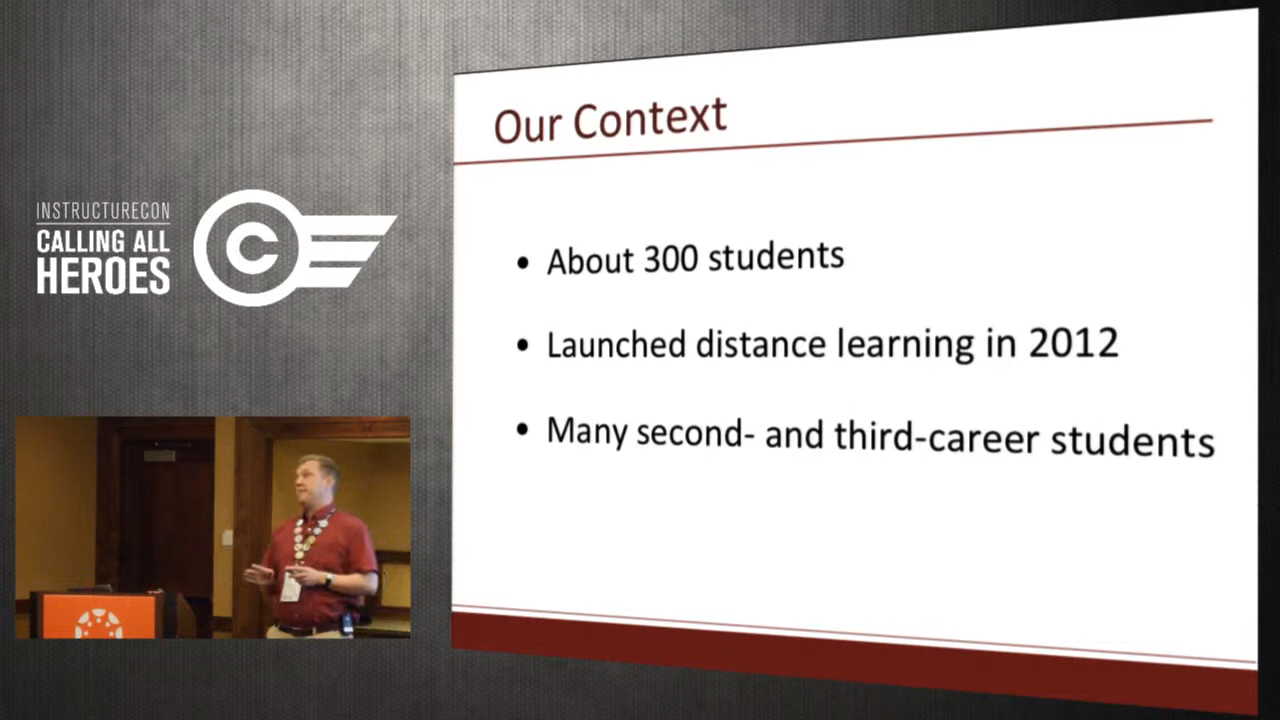 INSTRUCTURECON
CALLING ALL
HEROES
C
Our Context
• About 300 students
• Launched distance learning in 2012
• Many second- and third-career students